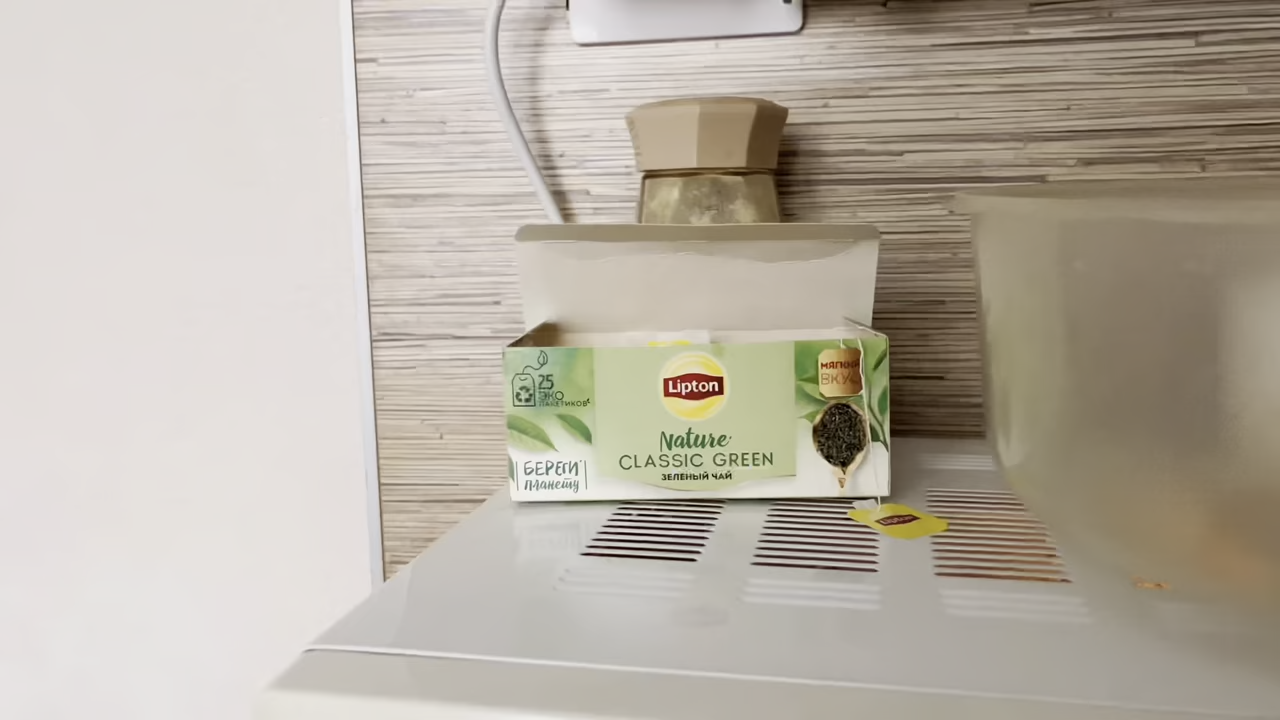 25
ЭКО
ПАКЕТИКОВ
БЕРЕГИ
ПЛАНЕТУ
Lipton
Nature
CLASSIC GREEN
ЗЕЛЕНЫЙ ЧАЙ
МЯГКИЙ
ВКУС
Lipton